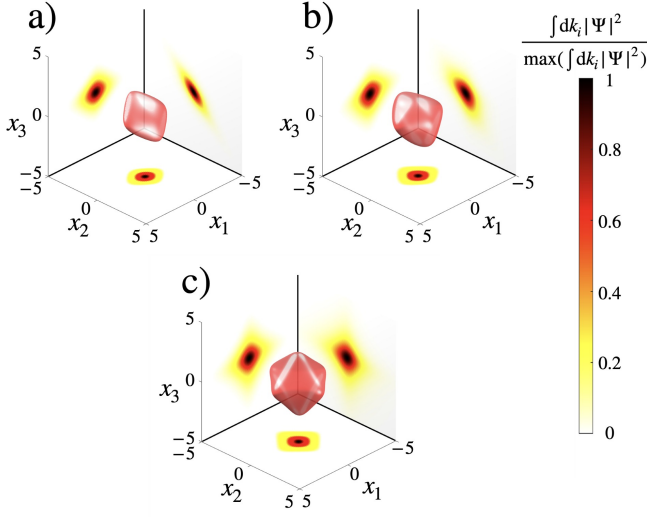 a)
5
0
−5
−5
0
5
5
0
−5
x₃
x₂
x₁
b)
5
0
−5
−5
0
5
5
0
−5
x₃
x₂
x₁
∫dkᵢ|Ψ|²
max(∫dkᵢ|Ψ|²)
1
0.8
0.6
0.4
0.2
0
c)
5
0
−5
−5
0
5
5
0
−5
x₃
x₂
x₁